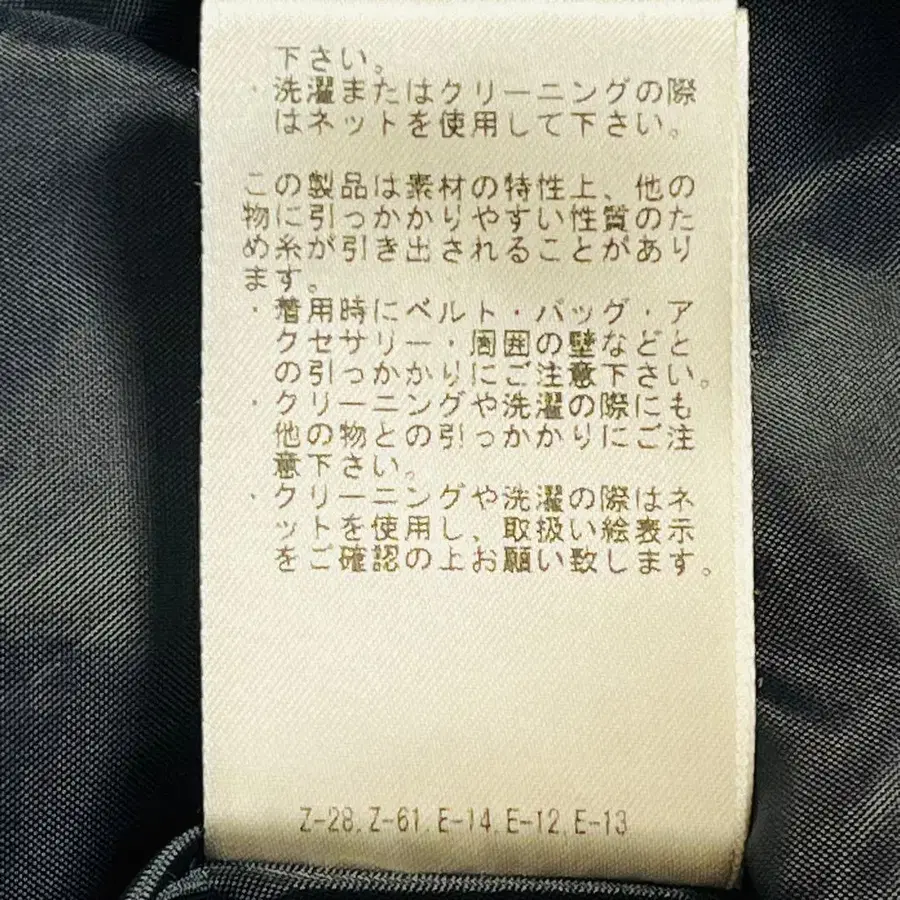 下さい。
・洗濯またはクリーニングの際
はネットを使用して下さい。
この製品は素材の特性上、他の
物に引っかかりやすい性質のた
め糸が引き出されることがあり
ます。
・着用時にベルト・バッグ・ア
クセサリー・周囲の壁などと
の引っかかりにご注意下さい。
・クリーニングや洗濯の際にも
他の物との引っかかりにご注
意下さい。
・クリーニングや洗濯の際はネ
ットを使用し、取扱い絵表示
をご確認の上お願い致します。
Z-28.Z-61.E-14.E-12.E-13